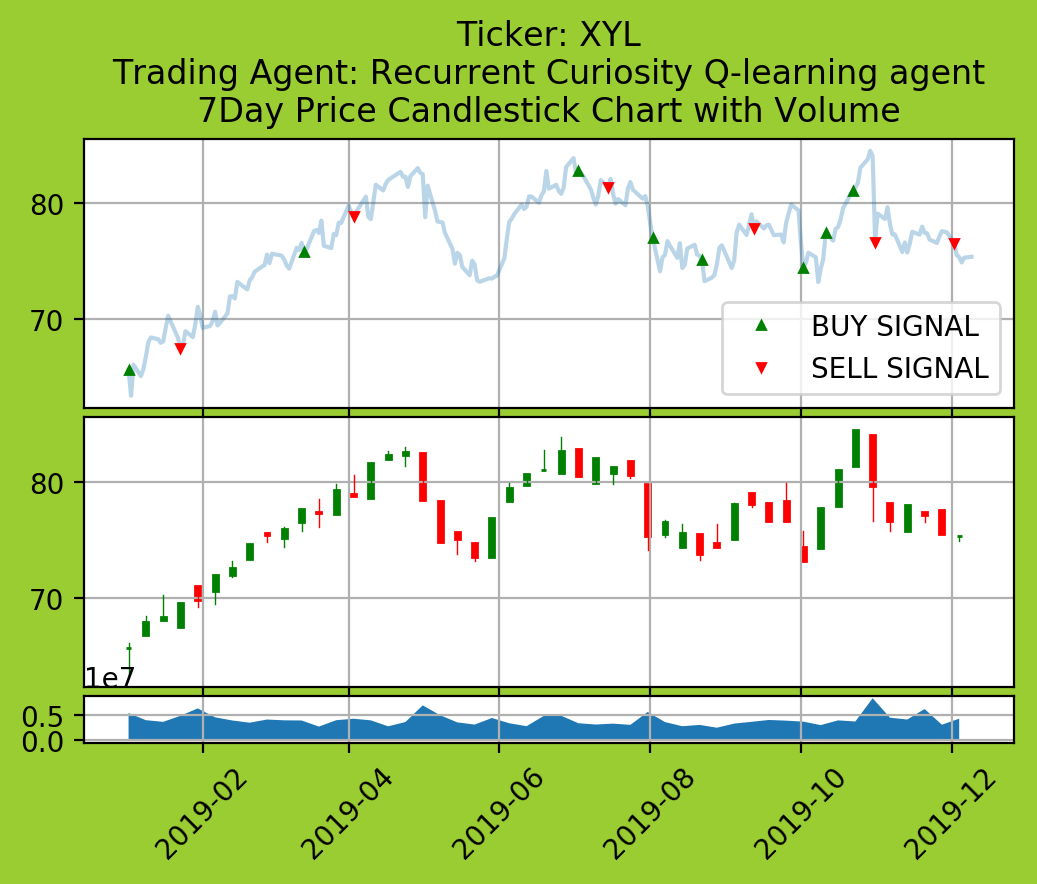 Ticker: XYL
Trading Agent: Recurrent Curiosity Q-learning agent
7Day Price Candlestick Chart with Volume
80
70
BUY SIGNAL
SELL SIGNAL
80
70
1e7
0.5
0.0
2019-02
2019-04
2019-06
2019-08
2019-10
2019-12